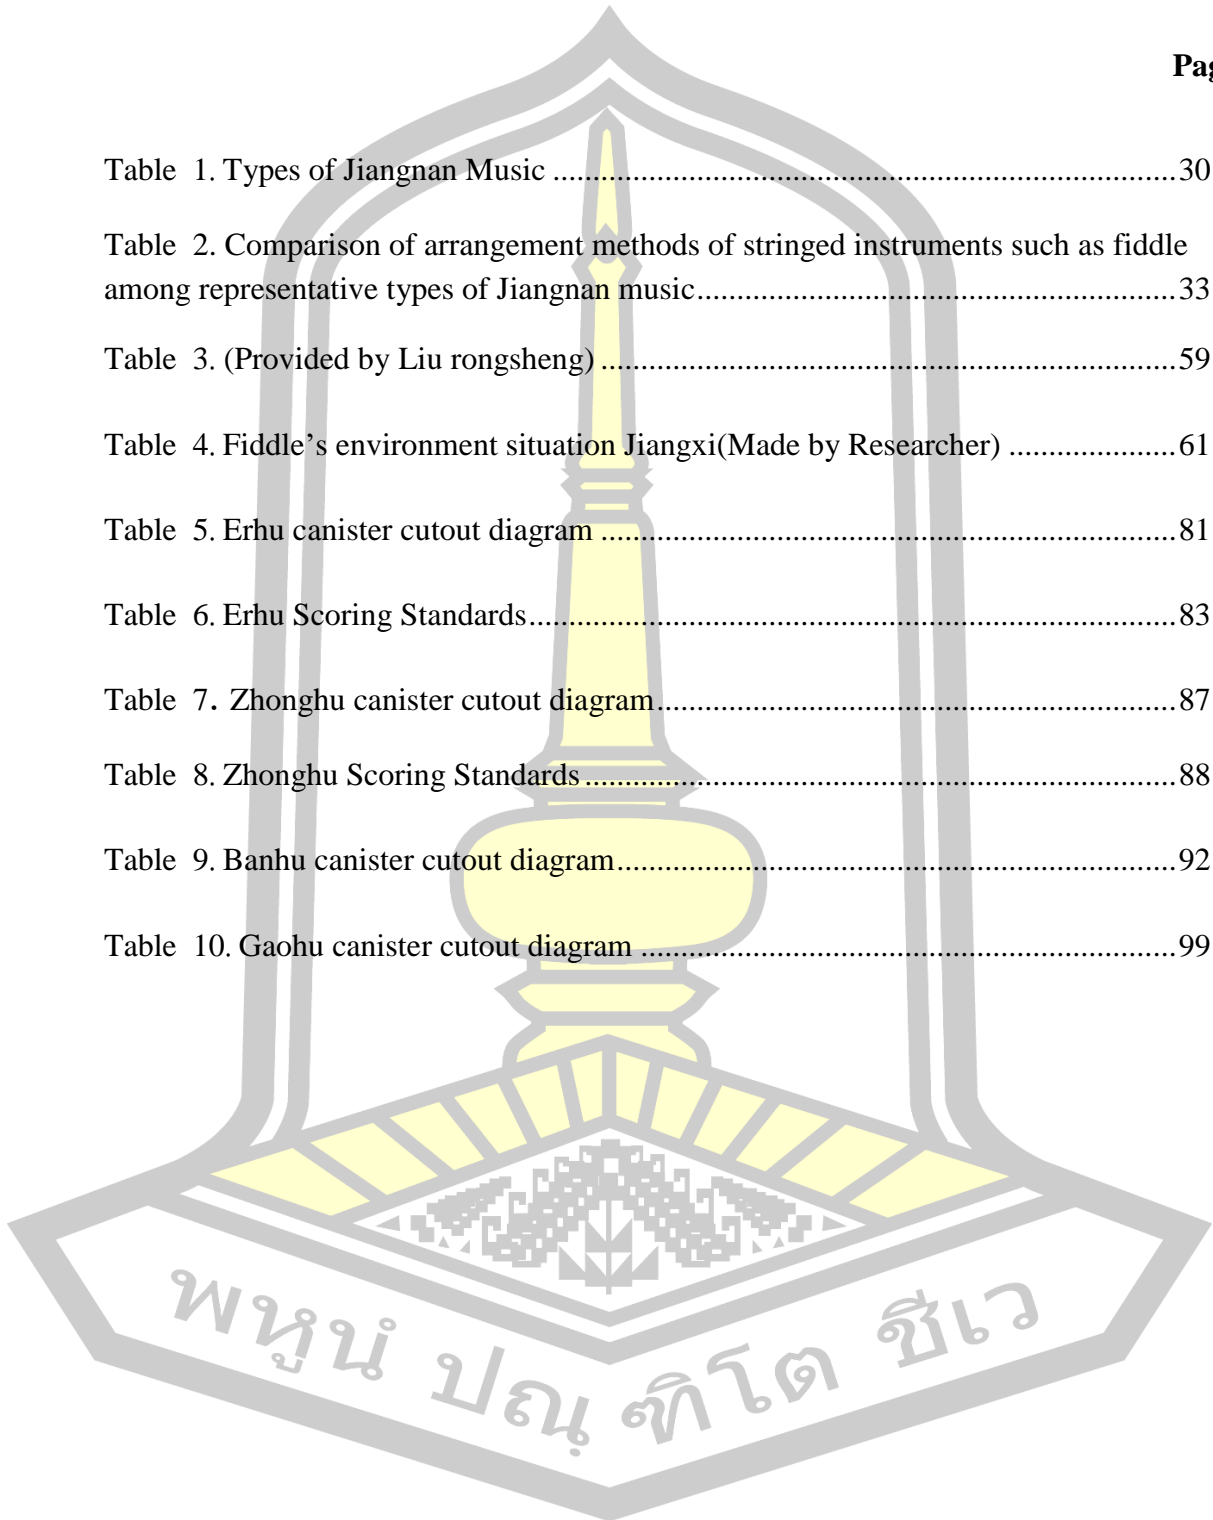 Pag
Table 1. Types of Jiangnan Music ............................................................................30
Table 2. Comparison of arrangement methods of stringed instruments such as fiddle
among representative types of Jiangnan music..........................................................33
Table 3. (Provided by Liu rongsheng) ......................................................................59
Table 4. Fiddle’s environment situation Jiangxi(Made by Researcher) ....................61
Table 5. Erhu canister cutout diagram ......................................................................81
Table 6. Erhu Scoring Standards...............................................................................83
Table 7. Zhonghu canister cutout diagram...............................................................87
Table 8. Zhonghu Scoring Standards ........................................................................88
Table 9. Banhu canister cutout diagram....................................................................92
Table 10. Gaohu canister cutout diagram .................................................................99
พหูนํ ปณฺฑิโต ชีเว